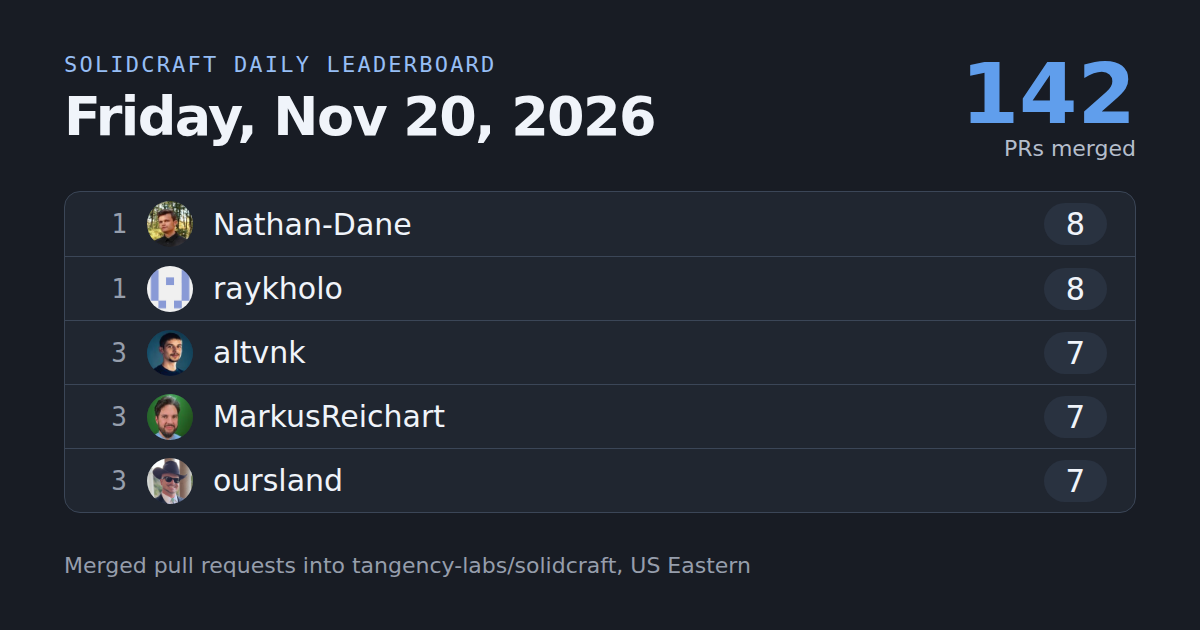 SOLIDCRAFT DAILY LEADERBOARD
Friday, Nov 20, 2026
142
PRs merged
1 Nathan-Dane 8
1 raykholo 8
3 altvnk 7
3 MarkusReichart 7
3 oursland 7
Merged pull requests into tangency-labs/solidcraft, US Eastern